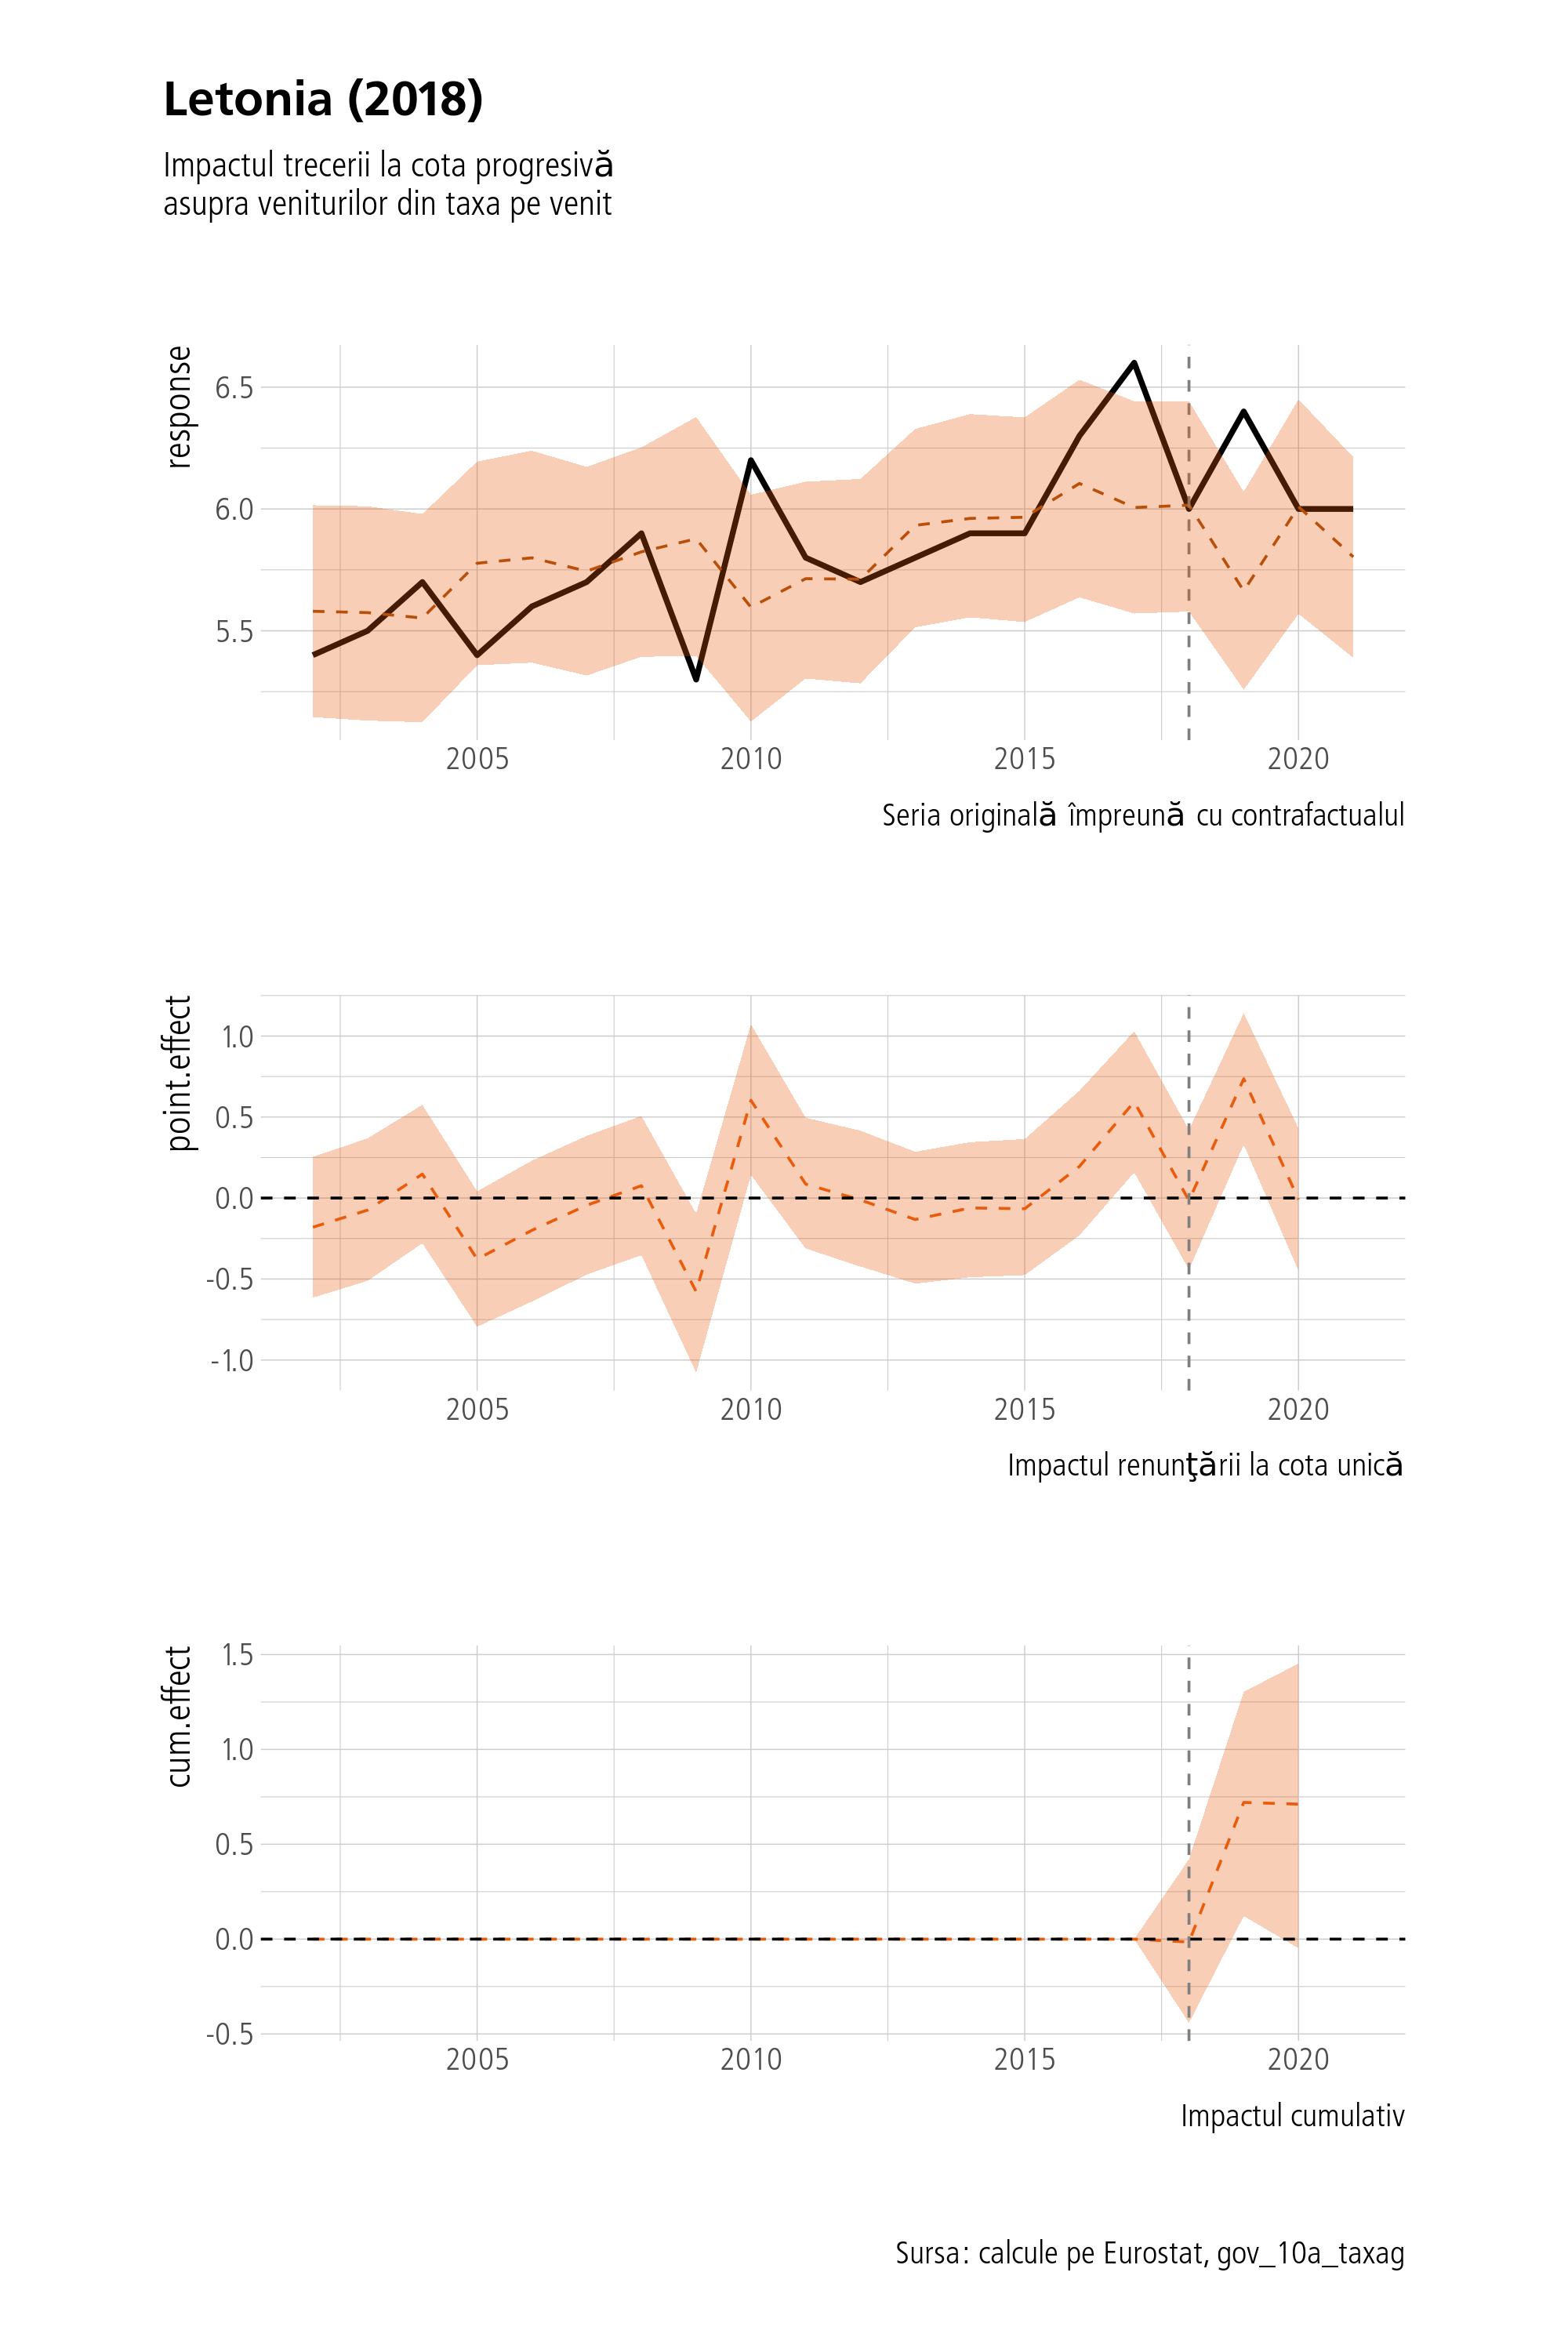 Letonia (2018)
Impactul trecerii la cota progresivă
asupra veniturilor din taxa pe venit
response
6.5
6.0
5.5
2005 2010 2015 2020
Seria originală împreună cu contrafactualul
point.effect
1.0
0.5
0.0
-0.5
-1.0
2005 2010 2015 2020
Impactul renunţării la cota unică
cum.effect
1.5
1.0
0.5
0.0
-0.5
2005 2010 2015 2020
Impactul cumulativ
Sursa: calcule pe Eurostat, gov_10a_taxag